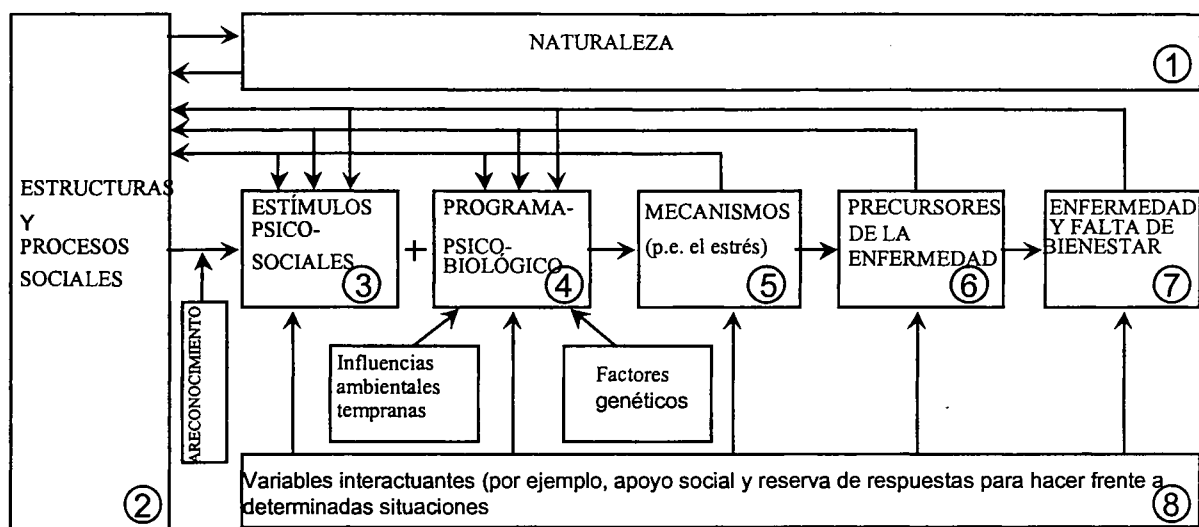 NATURALEZA
1
ESTRUCTURAS
Y
PROCESOS
SOCIALES
2
ESTÍMULOS
PSICO-
SOCIALES
3
+
PROGRAMA-
PSICO-
BIOLÓGICO
4
MECANISMOS
(p.e. el estrés)
5
PRECURSORES
DE LA
ENFERMEDAD
6
ENFERMEDAD
Y FALTA DE
BIENESTAR
7
ARECONOCIMIENTO
Influencias
ambientales
tempranas
Factores
genéticos
Variables interactuantes (por ejemplo, apoyo social y reserva de respuestas para hacer frente a
determinadas situaciones
8